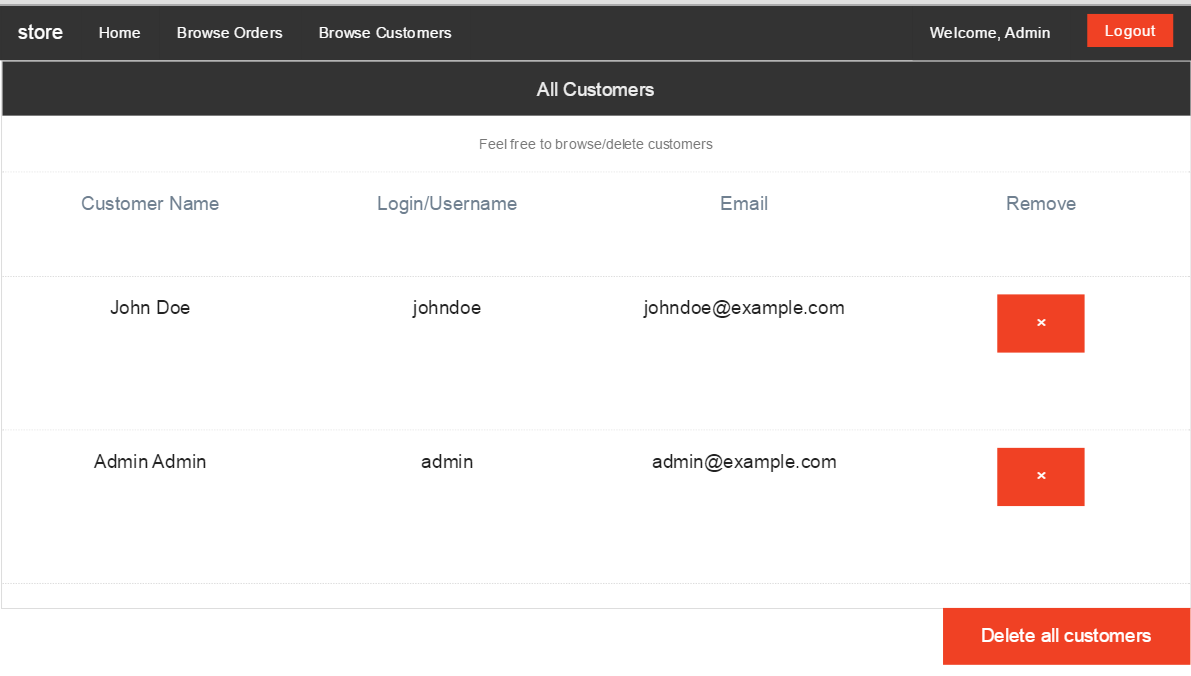 store Home Browse Orders Browse Customers Welcome, Admin Logout
All Customers
Feel free to browse/delete customers
Customer Name Login/Username Email Remove
John Doe johndoe johndoe@example.com ×
Admin Admin admin admin@example.com ×
Delete all customers